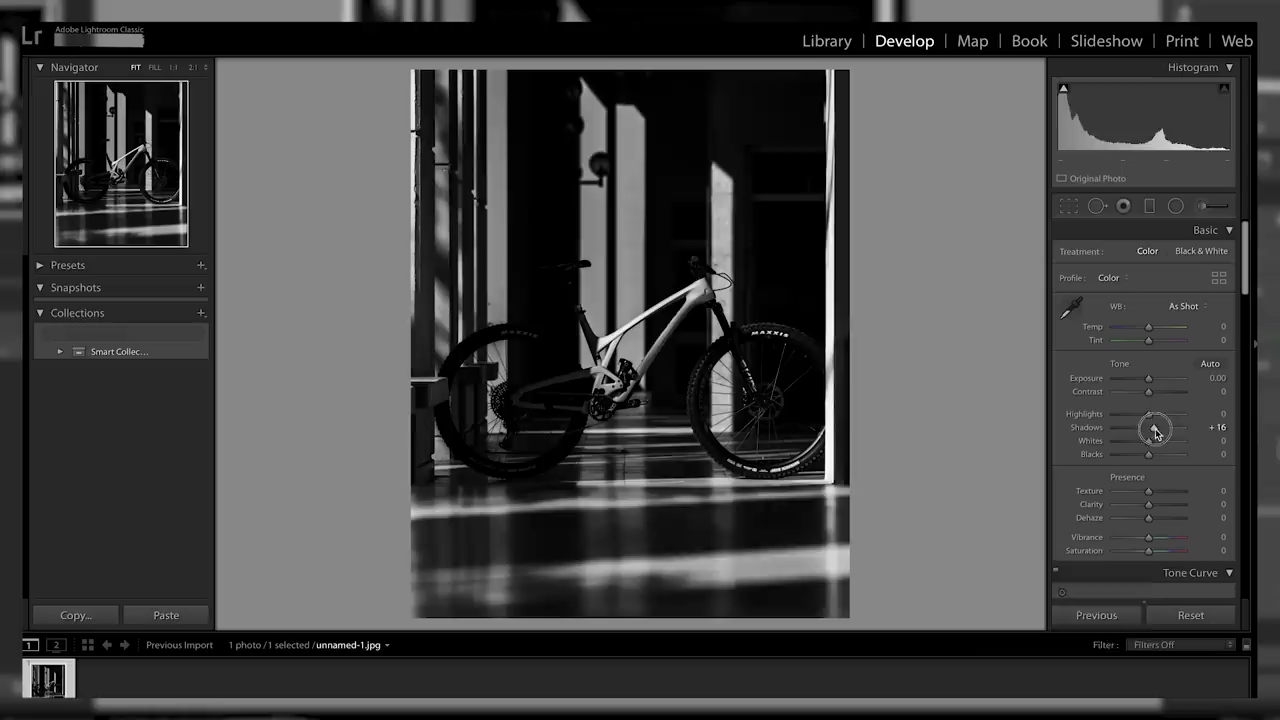 Lr
Adobe Lightroom Classic
Library | Develop | Map | Book | Slideshow | Print | Web
Navigator FIT FILL 1:1 2:1
Presets
Snapshots
Collections
Smart Collec...
Copy... Paste
MAXXIS
MAXXIS
Histogram
Original Photo
Basic
Treatment : Color Black & White
Profile : Color
WB : As Shot
Temp 0
Tint 0
Tone Auto
Exposure 0.00
Contrast 0
Highlights 0
Shadows + 16
Whites 0
Blacks 0
Presence
Texture 0
Clarity 0
Dehaze 0
Vibrance 0
Saturation 0
Tone Curve
Previous Reset
1 2 Previous Import 1 photo / 1 selected / unnamed-1.jpg Filter : Filters Off